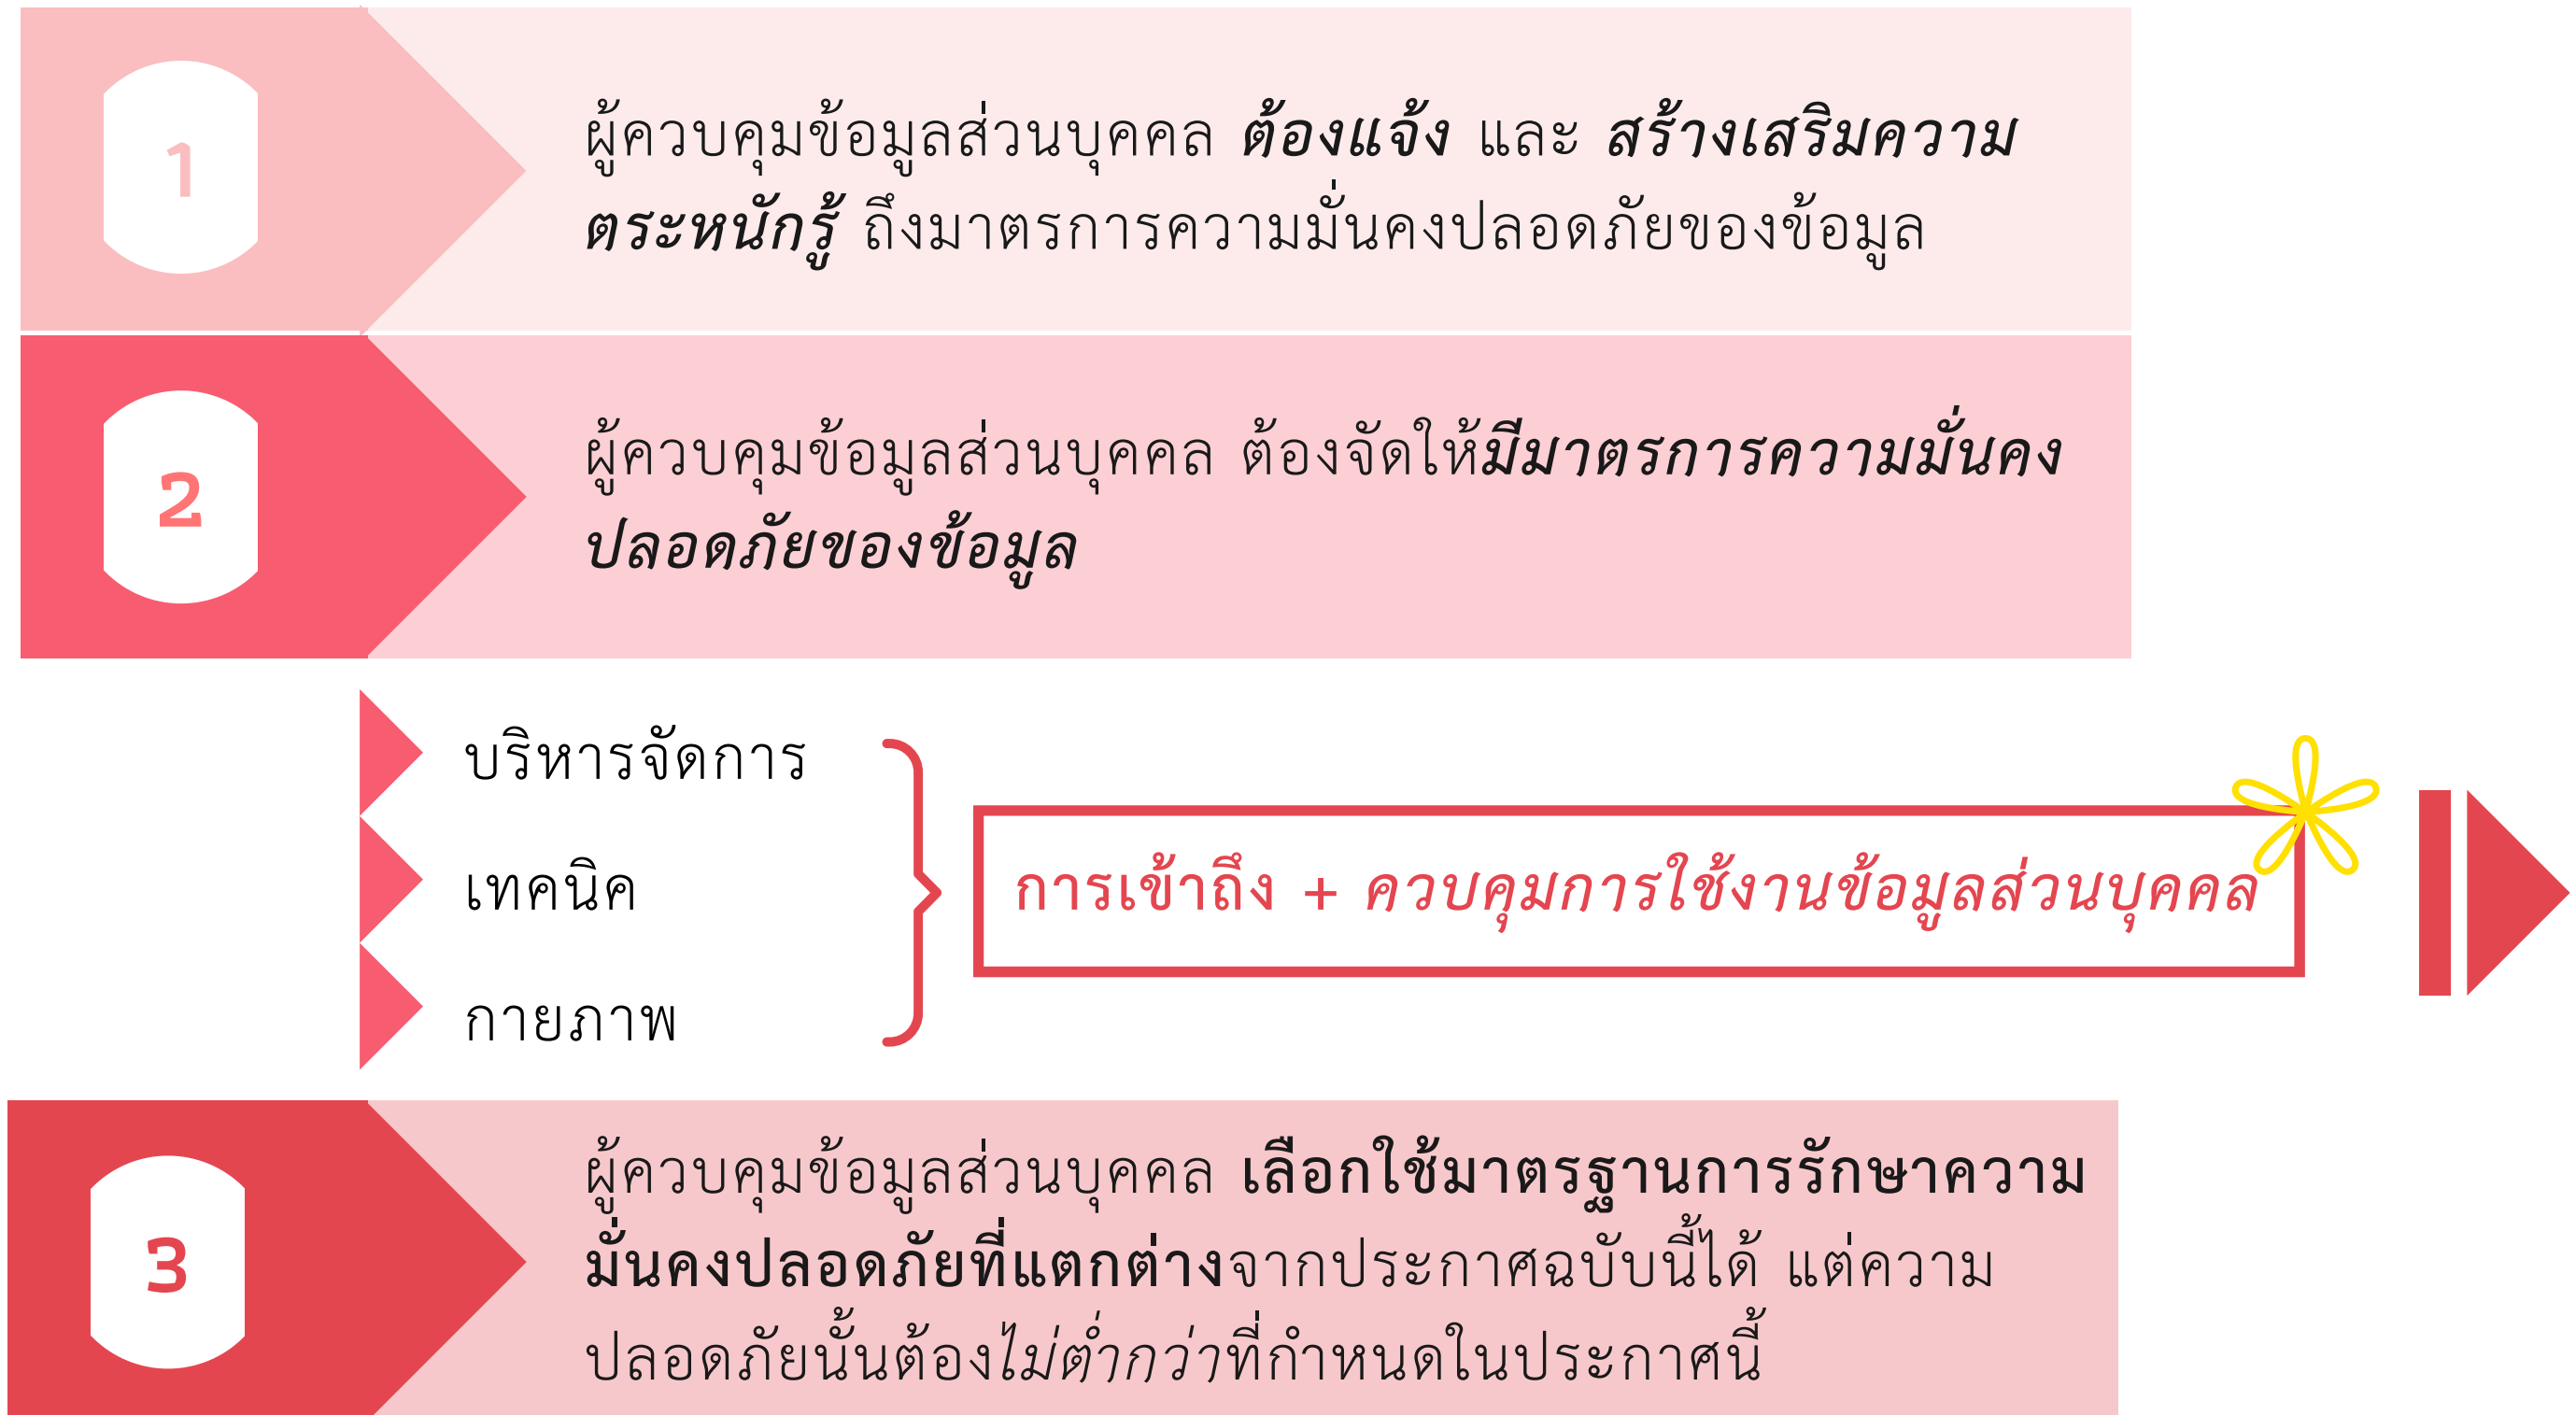 1
ผู้ควบคุมข้อมูลส่วนบุคคล ต้องแจ้ง และ สร้างเสริมความ
ตระหนักรู้ ถึงมาตรการความมั่นคงปลอดภัยของข้อมูล
2
ผู้ควบคุมข้อมูลส่วนบุคคล ต้องจัดให้มีมาตรการความมั่นคง
ปลอดภัยของข้อมูล
บริหารจัดการ
เทคนิค
กายภาพ
การเข้าถึง + ควบคุมการใช้งานข้อมูลส่วนบุคคล
3
ผู้ควบคุมข้อมูลส่วนบุคคล เลือกใช้มาตรฐานการรักษาความ
มั่นคงปลอดภัยที่แตกต่างจากประกาศฉบับนี้ได้ แต่ความ
ปลอดภัยนั้นต้องไม่ต่ำกว่าที่กำหนดในประกาศนี้